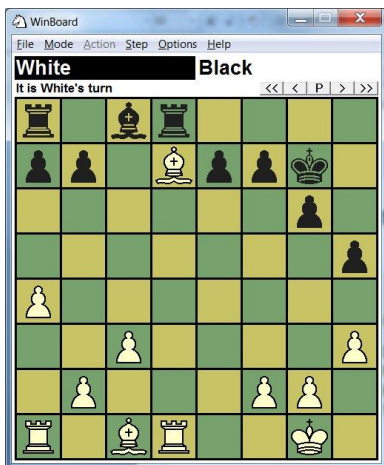 WinBoard
File Mode Action Step Options Help
White Black
It is White's turn << < P > >>